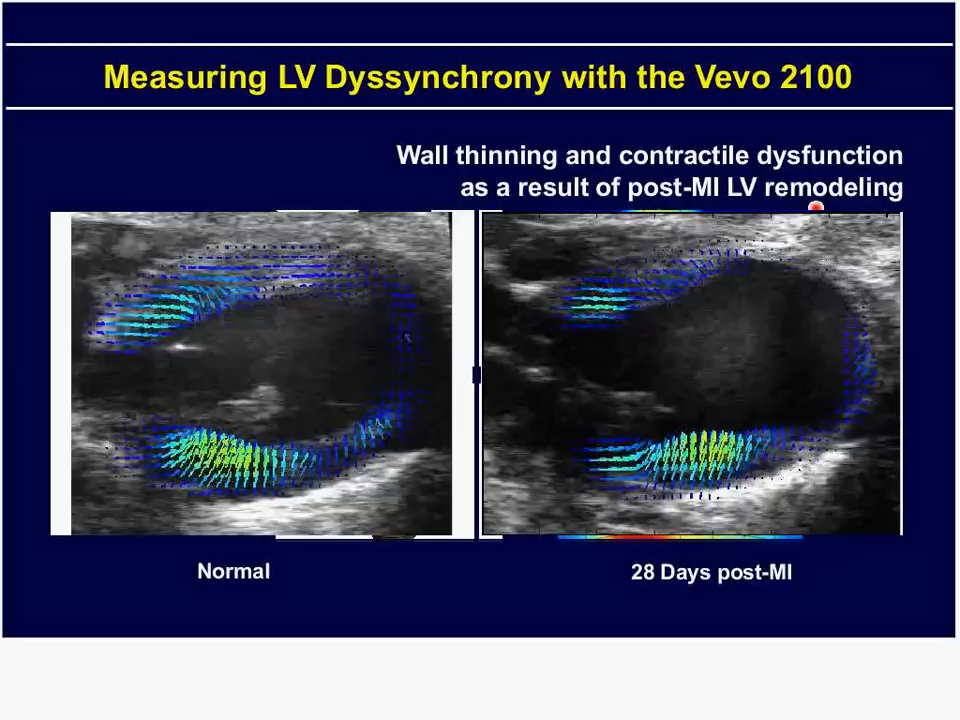 Measuring LV Dyssynchrony with the Vevo 2100
Wall thinning and contractile dysfunction
as a result of post-MI LV remodeling
Normal
28 Days post-MI